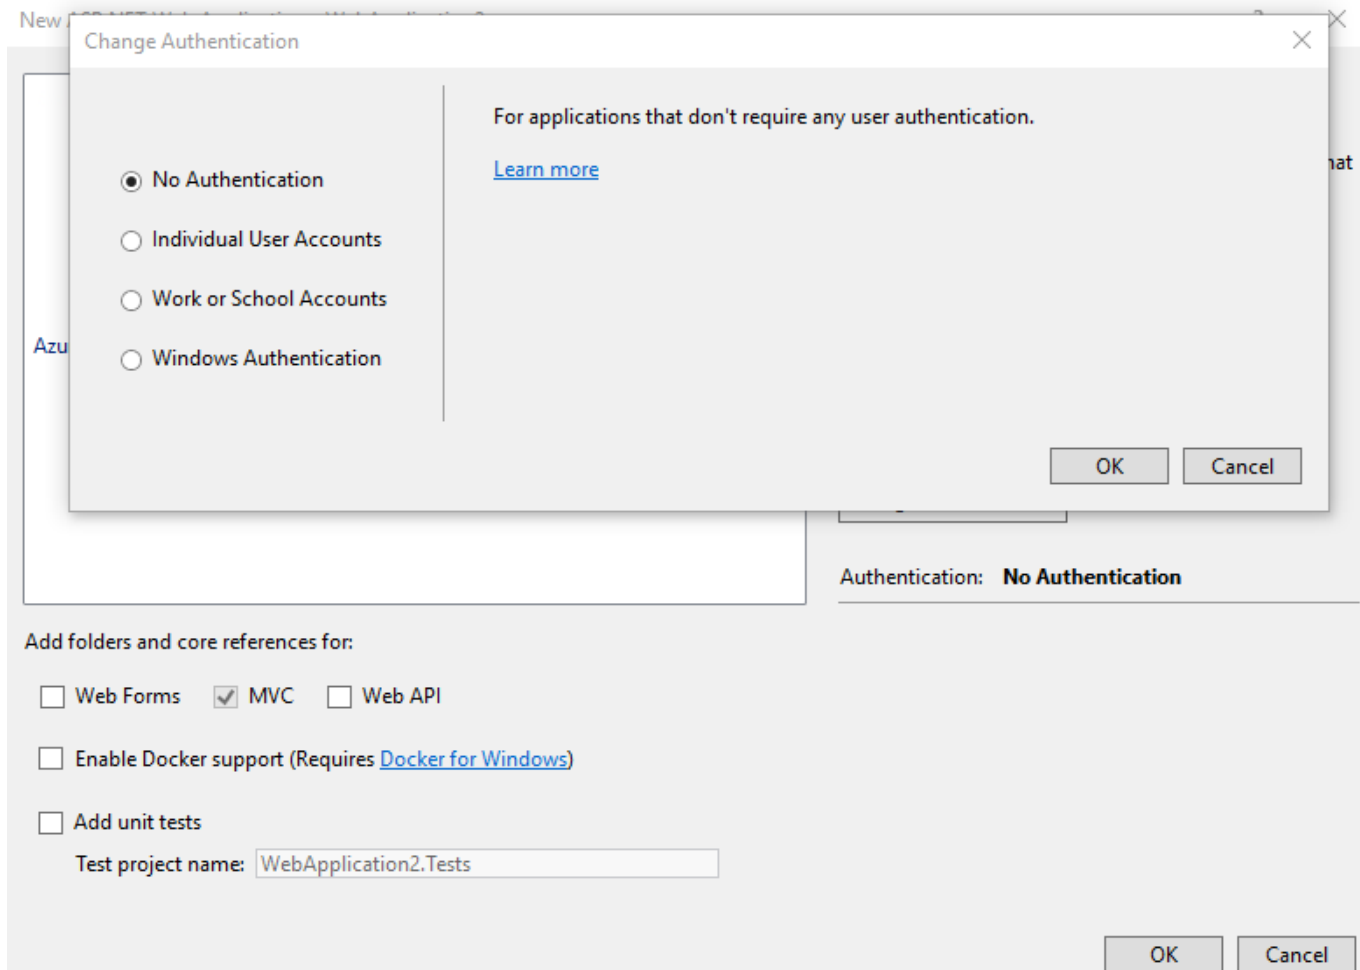 New
Change Authentication
For applications that don't require any user authentication.
Learn more
No Authentication
Individual User Accounts
Work or School Accounts
Windows Authentication
OK Cancel
Authentication: No Authentication
Add folders and core references for:
Web Forms MVC Web API
Enable Docker support (Requires Docker for Windows)
Add unit tests
Test project name: WebApplication2.Tests
OK Cancel